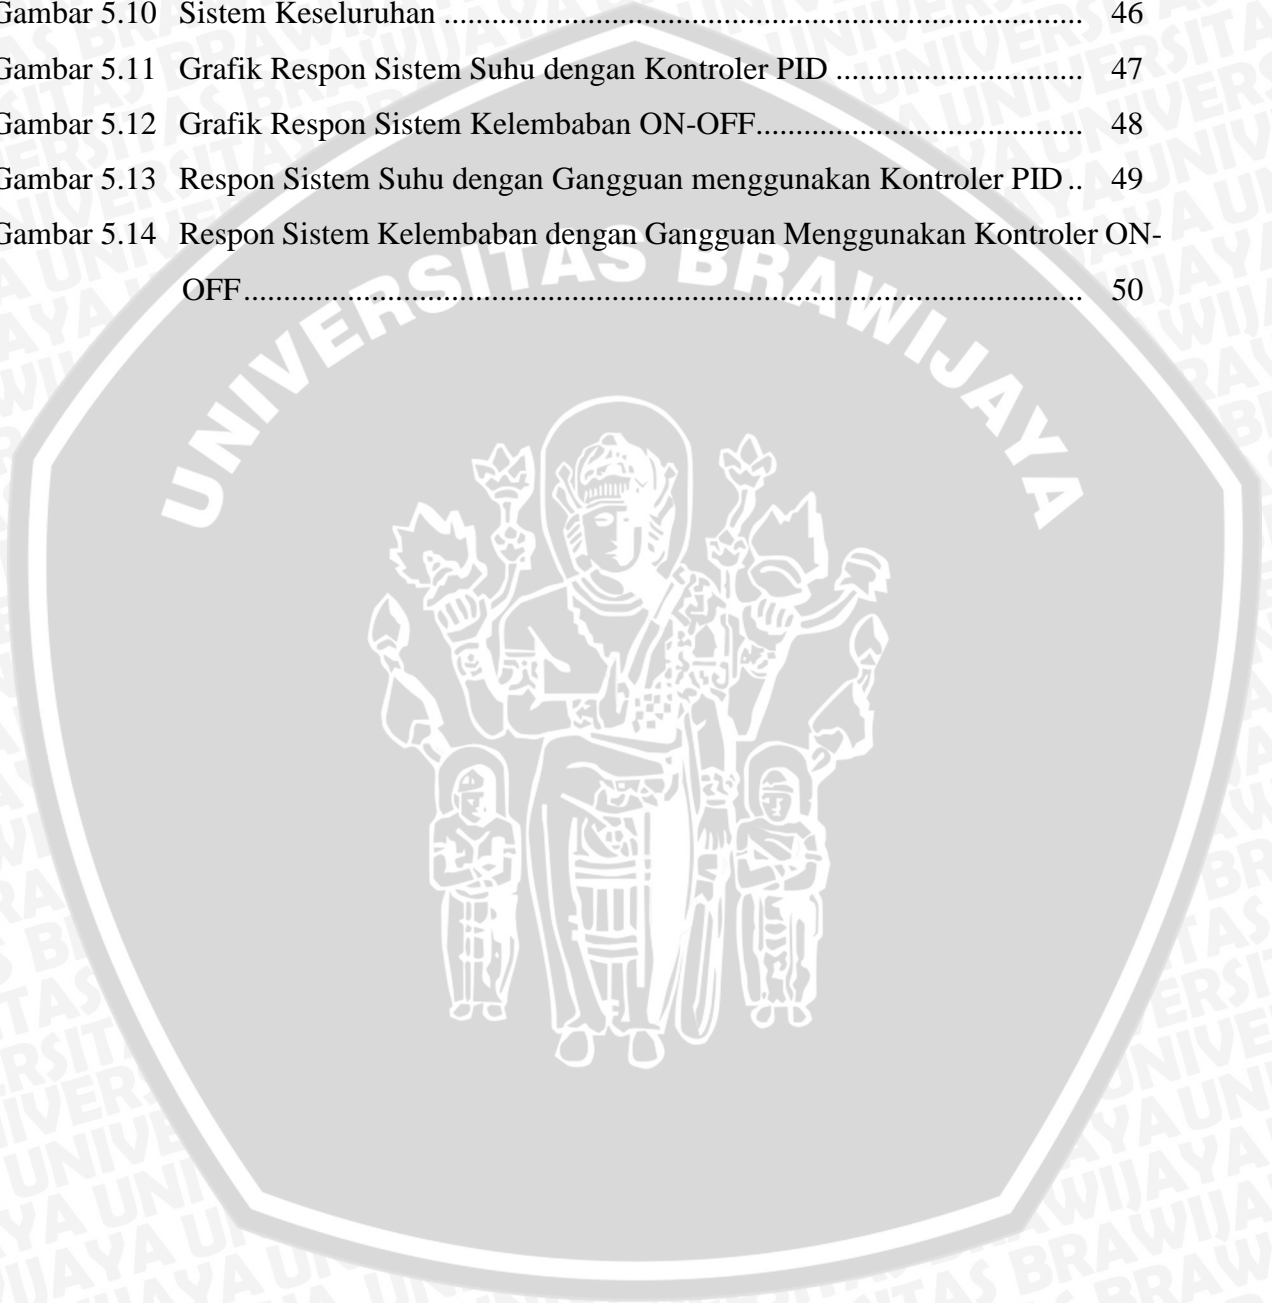 Gambar 5.10 Sistem Keseluruhan ................................................................................ 46
Gambar 5.11 Grafik Respon Sistem Suhu dengan Kontroler PID ............................... 47
Gambar 5.12 Grafik Respon Sistem Kelembaban ON-OFF......................................... 48
Gambar 5.13 Respon Sistem Suhu dengan Gangguan menggunakan Kontroler PID .. 49
Gambar 5.14 Respon Sistem Kelembaban dengan Gangguan Menggunakan Kontroler ON-
OFF......................................................................................................... 50
UNIVERSITAS BRAWIJAYA